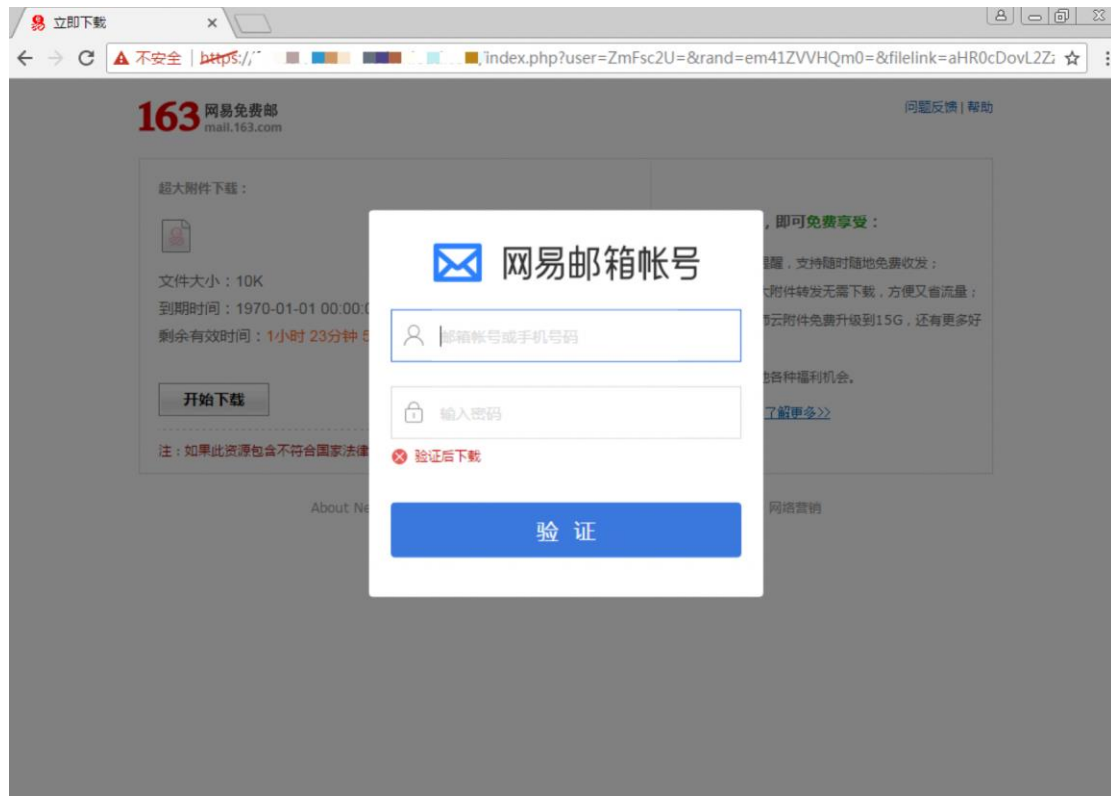 立即下載
不安全 | https:// index.php?user=ZmFsc2U=&rand=em41ZVVHQm0=&filelink=aHR0cDovL2Z
163 网易免费邮
mail.163.com
问题反馈 | 帮助
超大附件下载：
，即可免费享受：
网易邮箱帐号
醒，支持随时随地免费收发；
文件大小：10K
附件转发无需下载，方便又省流量；
到期时间：1970-01-01 00:00:0
云附件免费升级到15G，还有更多好
剩余有效时间：1小时 23分钟 5
邮箱帐号或手机号码
各种福利机会。
开始下载
输入密码
了解更多>>
注：如果此资源包含不符合国家法律
验证后下载
About Ne
网络营销
验 证